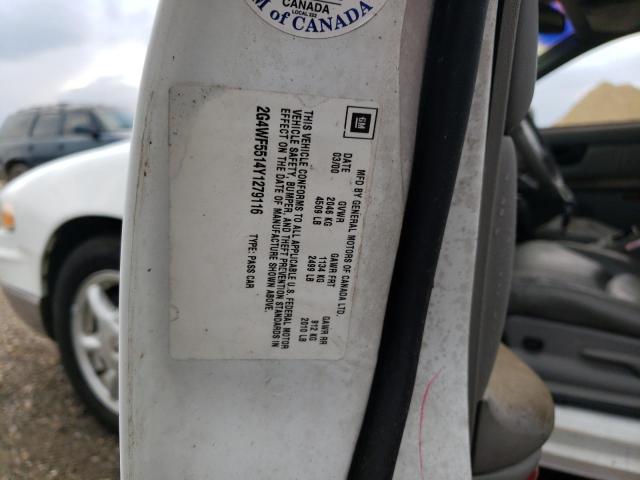 CANADA
LOCAL 222
M of CANADA
GM
MFD BY GENERAL MOTORS OF CANADA LTD.
DATE GVWR GAWR FRT GAWR RR
03/00 2046 KG 1134 KG 912 KG
4509 LB 2499 LB 2010 LB
THIS VEHICLE CONFORMS TO ALL APPLICABLE U.S. FEDERAL MOTOR
VEHICLE SAFETY, BUMPER, AND THEFT PREVENTION STANDARDS IN
EFFECT ON THE DATE OF MANUFACTURE SHOWN ABOVE.
2G4WF5514Y1279116 TYPE: PASS CAR